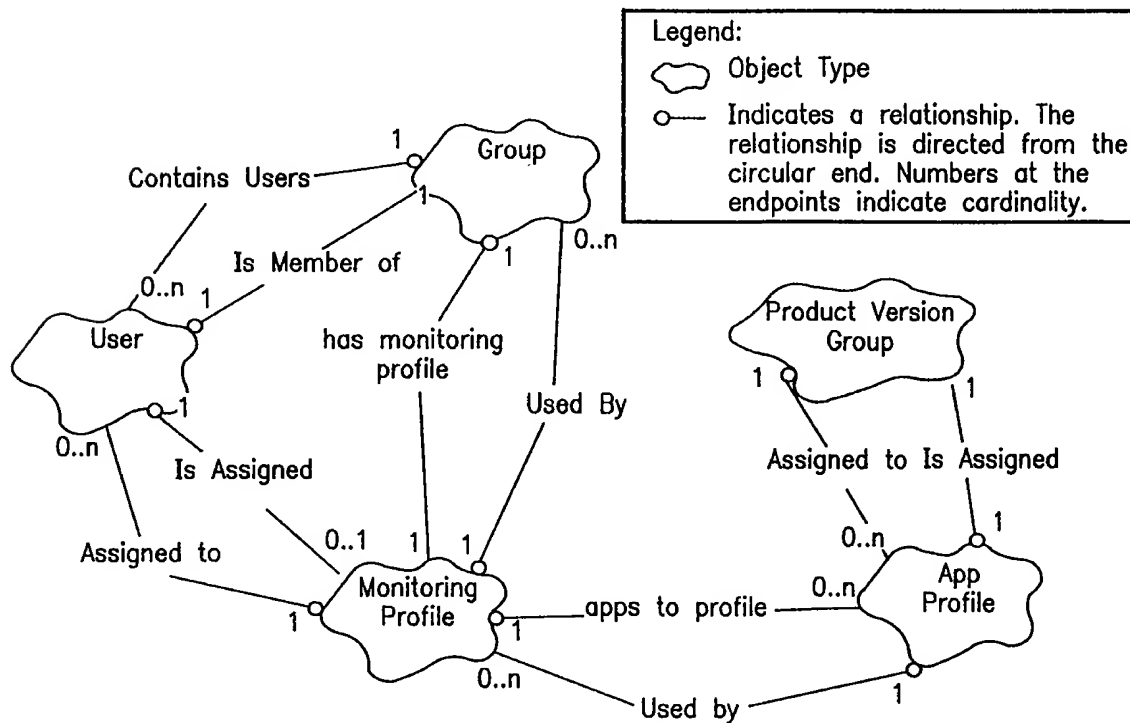 Legend:
Object Type
Indicates a relationship. The
relationship is directed from the
circular end. Numbers at the
endpoints indicate cardinality.
1
Group
Contains Users
1
Is Member of
1
0..n
0..n
1
User
has monitoring
profile
Product Version
Group
1
1
1
Used By
0..n
Is Assigned
Assigned to Is Assigned
Assigned to
0..1
1
1
0..n
1
Monitoring
Profile
App
Profile
0..n
apps to profile
1
1
0..n
Used by
1